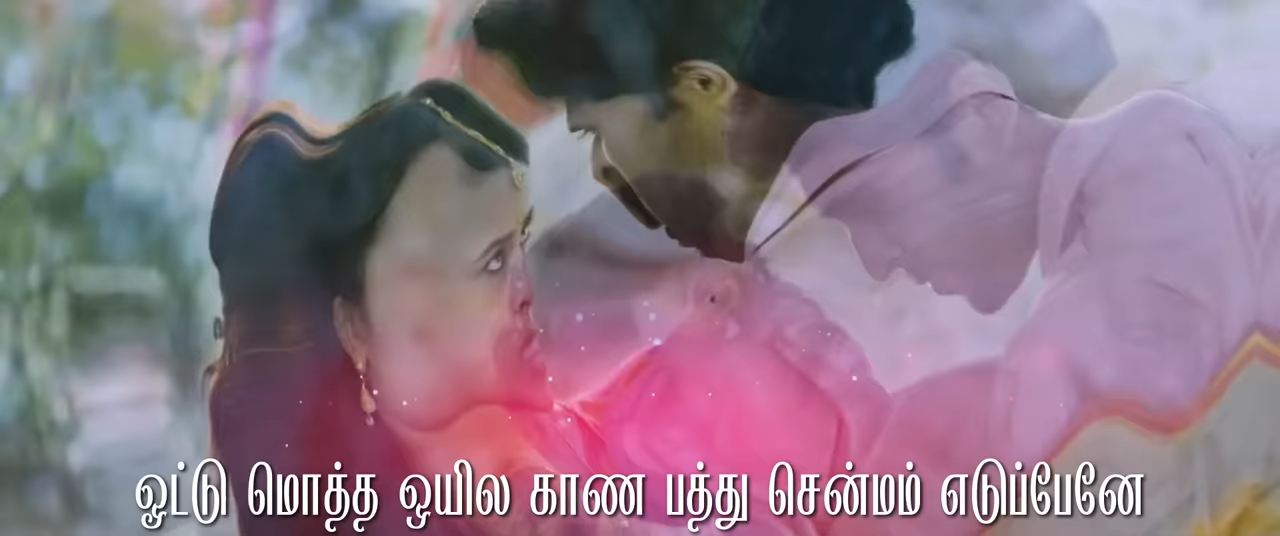 ஓட்டு மொத்த ஒயில காண பத்து சென்மம் எடுப்பேனே